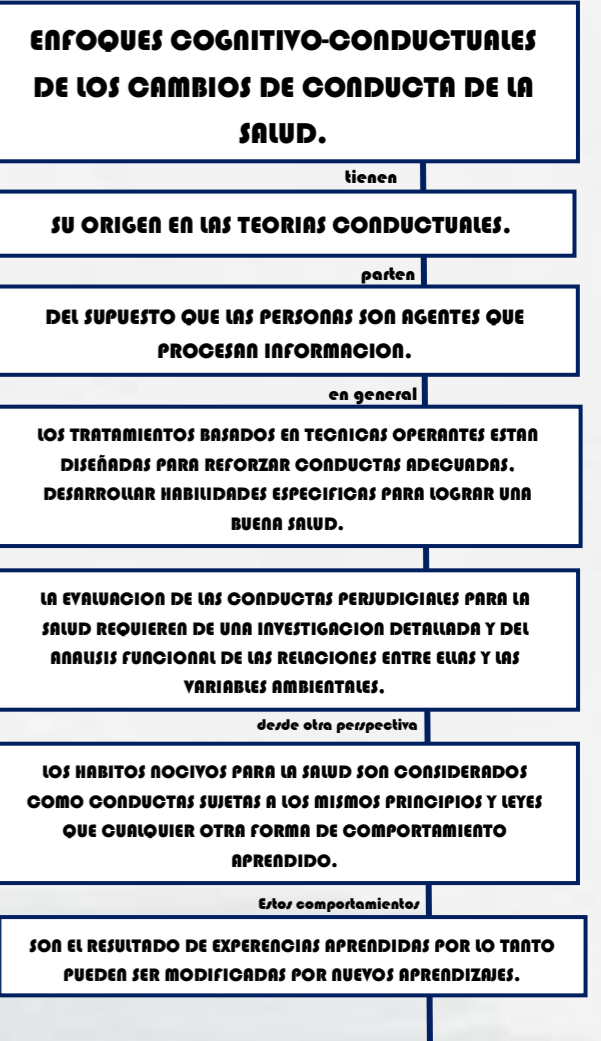 ENFOQUES COGNITIVO-CONDUCTUALES
DE LOS CAMBIOS DE CONDUCTA DE LA
SALUD.
tienen
SU ORIGEN EN LAS TEORIAS CONDUCTUALES.
parten
DEL SUPUESTO QUE LAS PERSONAS SON AGENTES QUE
PROCESAN INFORMACION.
en general
LOS TRATAMIENTOS BASADOS EN TECNICAS OPERANTES ESTAN
DISEÑADAS PARA REFORZAR CONDUCTAS ADECUADAS,
DESARROLLAR HABILIDADES ESPECIFICAS PARA LOGRAR UNA
BUENA SALUD.
LA EVALUACION DE LAS CONDUCTAS PERJUDICIALES PARA LA
SALUD REQUIEREN DE UNA INVESTIGACION DETALLADA Y DEL
ANALISIS FUNCIONAL DE LAS RELACIONES ENTRE ELLAS Y LAS
VARIABLES AMBIENTALES,
desde otra perspectiva
LOS HABITOS NOCIVOS PARA LA SALUD SON CONSIDERADOS
COMO CONDUCTAS SUJETAS A LOS MISMOS PRINCIPIOS Y LEYES
QUE CUALQUIER OTRA FORMA DE COMPORTAMIENTO
APRENDIDO.
Estos comportamientos
SON EL RESULTADO DE EXPERENCIAS APRENDIDAS POR LO TANTO
PUEDEN SER MODIFICADAS POR NUEVOS APRENDIZAJES.